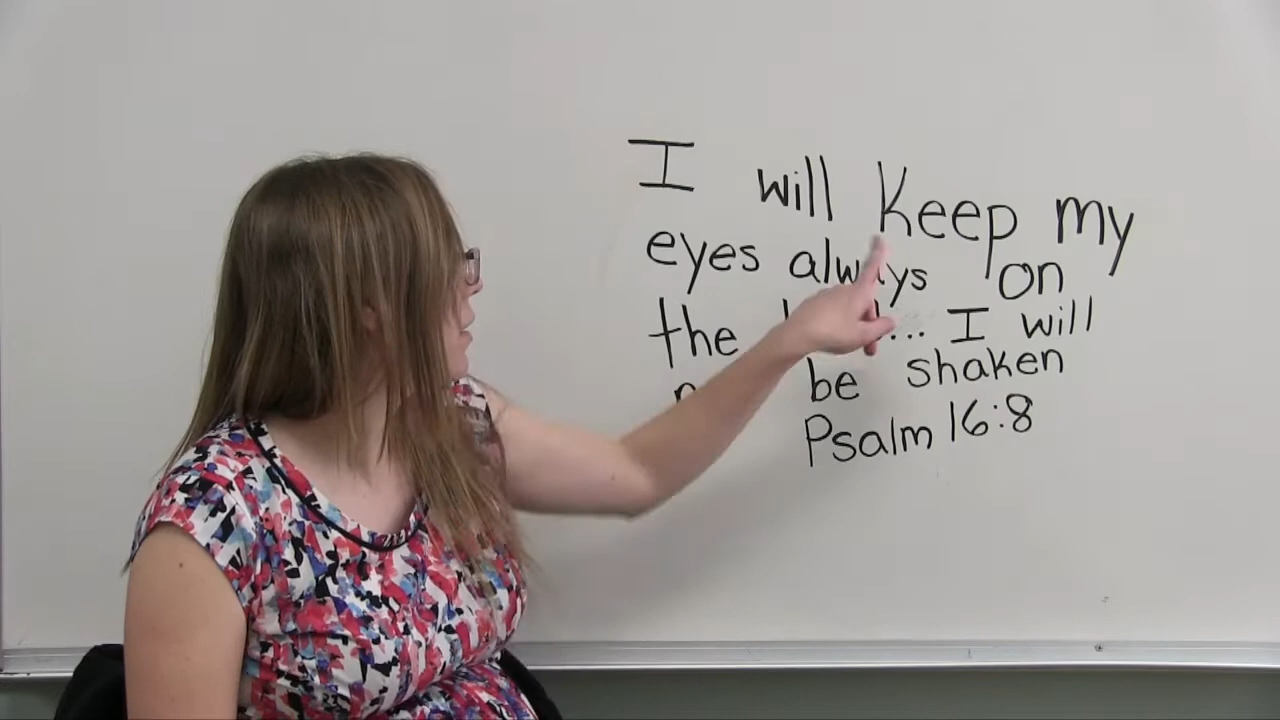 I will Keep my
eyes always on
the ... I will
be shaken
Psalm 16:8